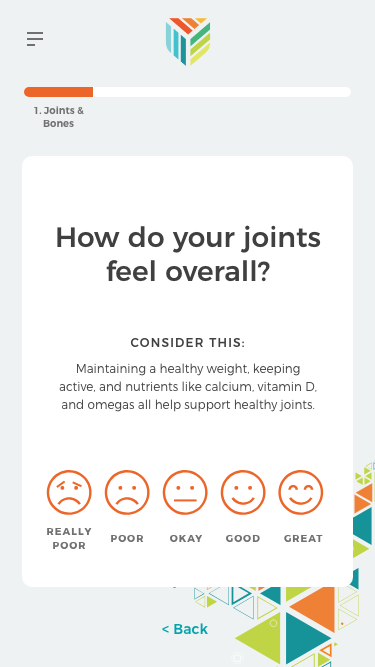 1. Joints &
Bones
How do your joints
feel overall?
CONSIDER THIS:
Maintaining a healthy weight, keeping
active, and nutrients like calcium, vitamin D,
and omegas all help support healthy joints.
REALLY
POOR
POOR
OKAY
GOOD
GREAT
< Back